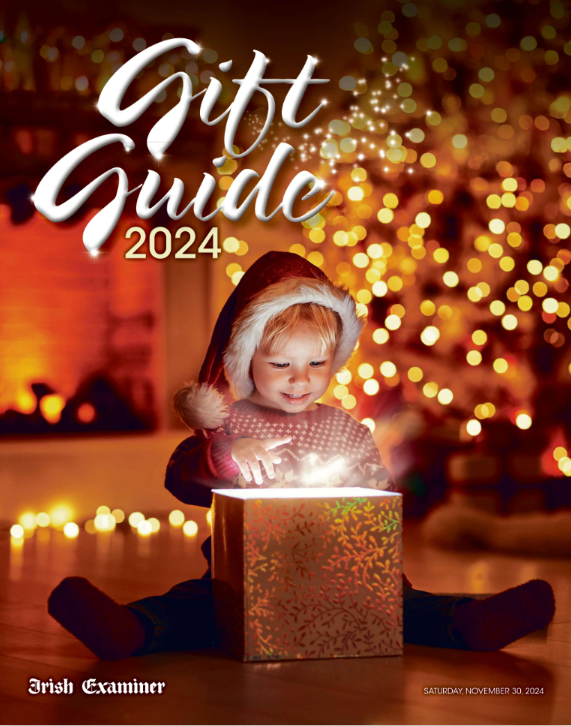 Gift
Guide
2024
Irish Examiner
SATURDAY, NOVEMBER 30, 2024